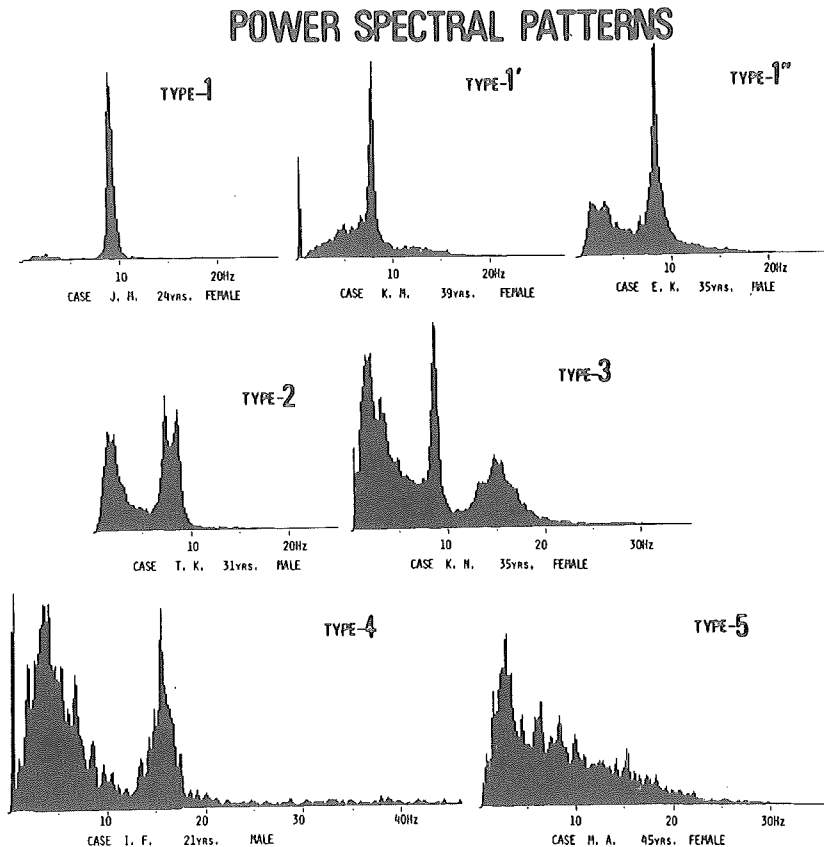 POWER SPECTRAL PATTERNS
TYPE-1
TYPE-1'
TYPE-1"
10 20Hz
10 20Hz
10 20Hz
CASE J. M. 24YRS. FEMALE
CASE K. M. 39YRS. FEMALE
CASE E. K. 35YRS. MALE
TYPE-2
TYPE-3
10 20Hz
10 20 30Hz
CASE T. K. 31YRS. MALE
CASE K. N. 35YRS. FEMALE
TYPE-4
TYPE-5
10 20 30 40Hz
10 20 30Hz
CASE I. F. 21YRS. MALE
CASE M. A. 45YRS. FEMALE